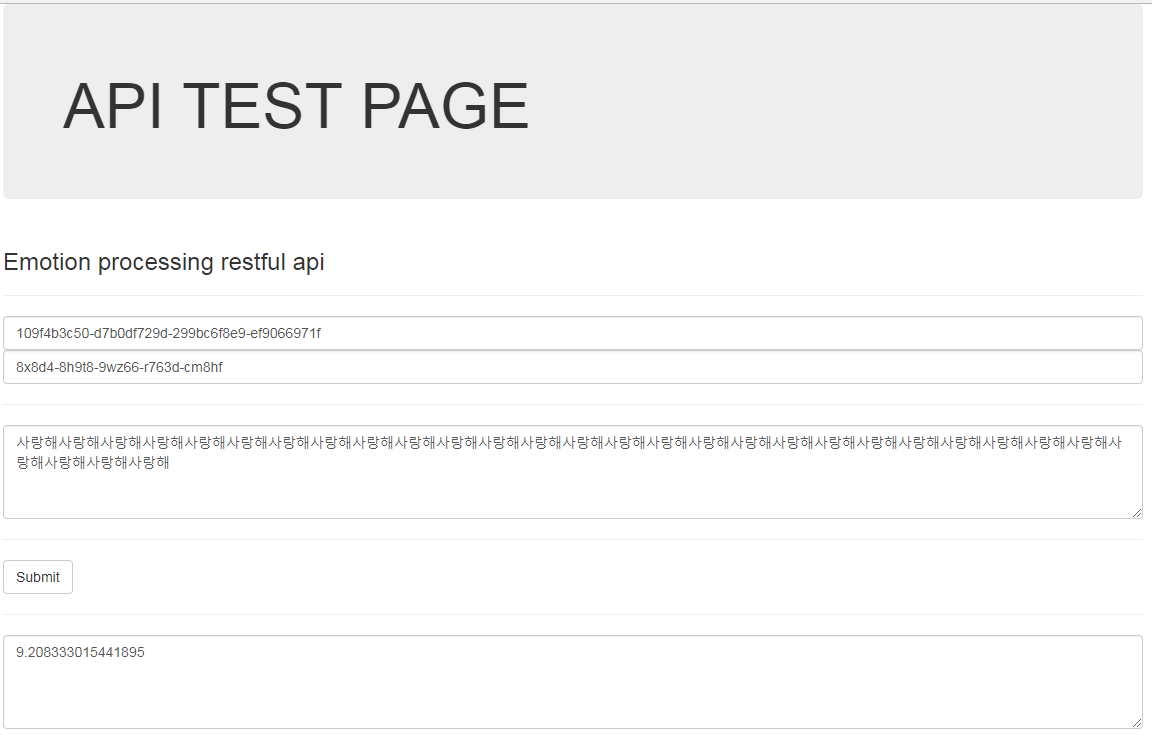 API TEST PAGE
Emotion processing restful api
109f4b3c50-d7b0df729d-299bc6f8e9-ef9066971f
8x8d4-8h9t8-9wz66-r763d-cm8hf
사랑해사랑해사랑해사랑해사랑해사랑해사랑해사랑해사랑해사랑해사랑해사랑해사랑해사랑해사랑해사랑해사랑해사랑해사랑해사랑해사랑해사랑해사랑해사랑해사랑해사랑해사
랑해사랑해사랑해사랑해
Submit
9.208333015441895